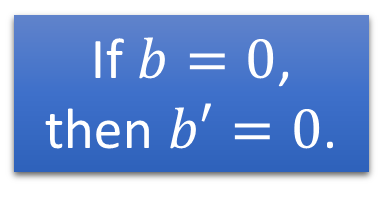 If b = 0,
then b′ = 0.